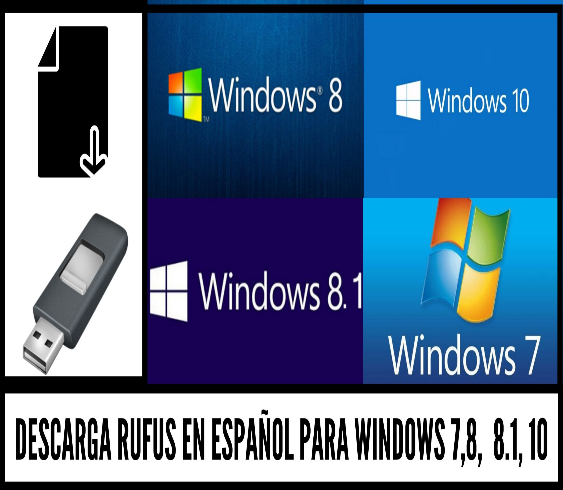 Windows® 8
TM
Windows 10
Windows 8.1
Windows 7
DESCARGA RUFUS EN ESPAÑOL PARA WINDOWS 7,8, 8.1, 10